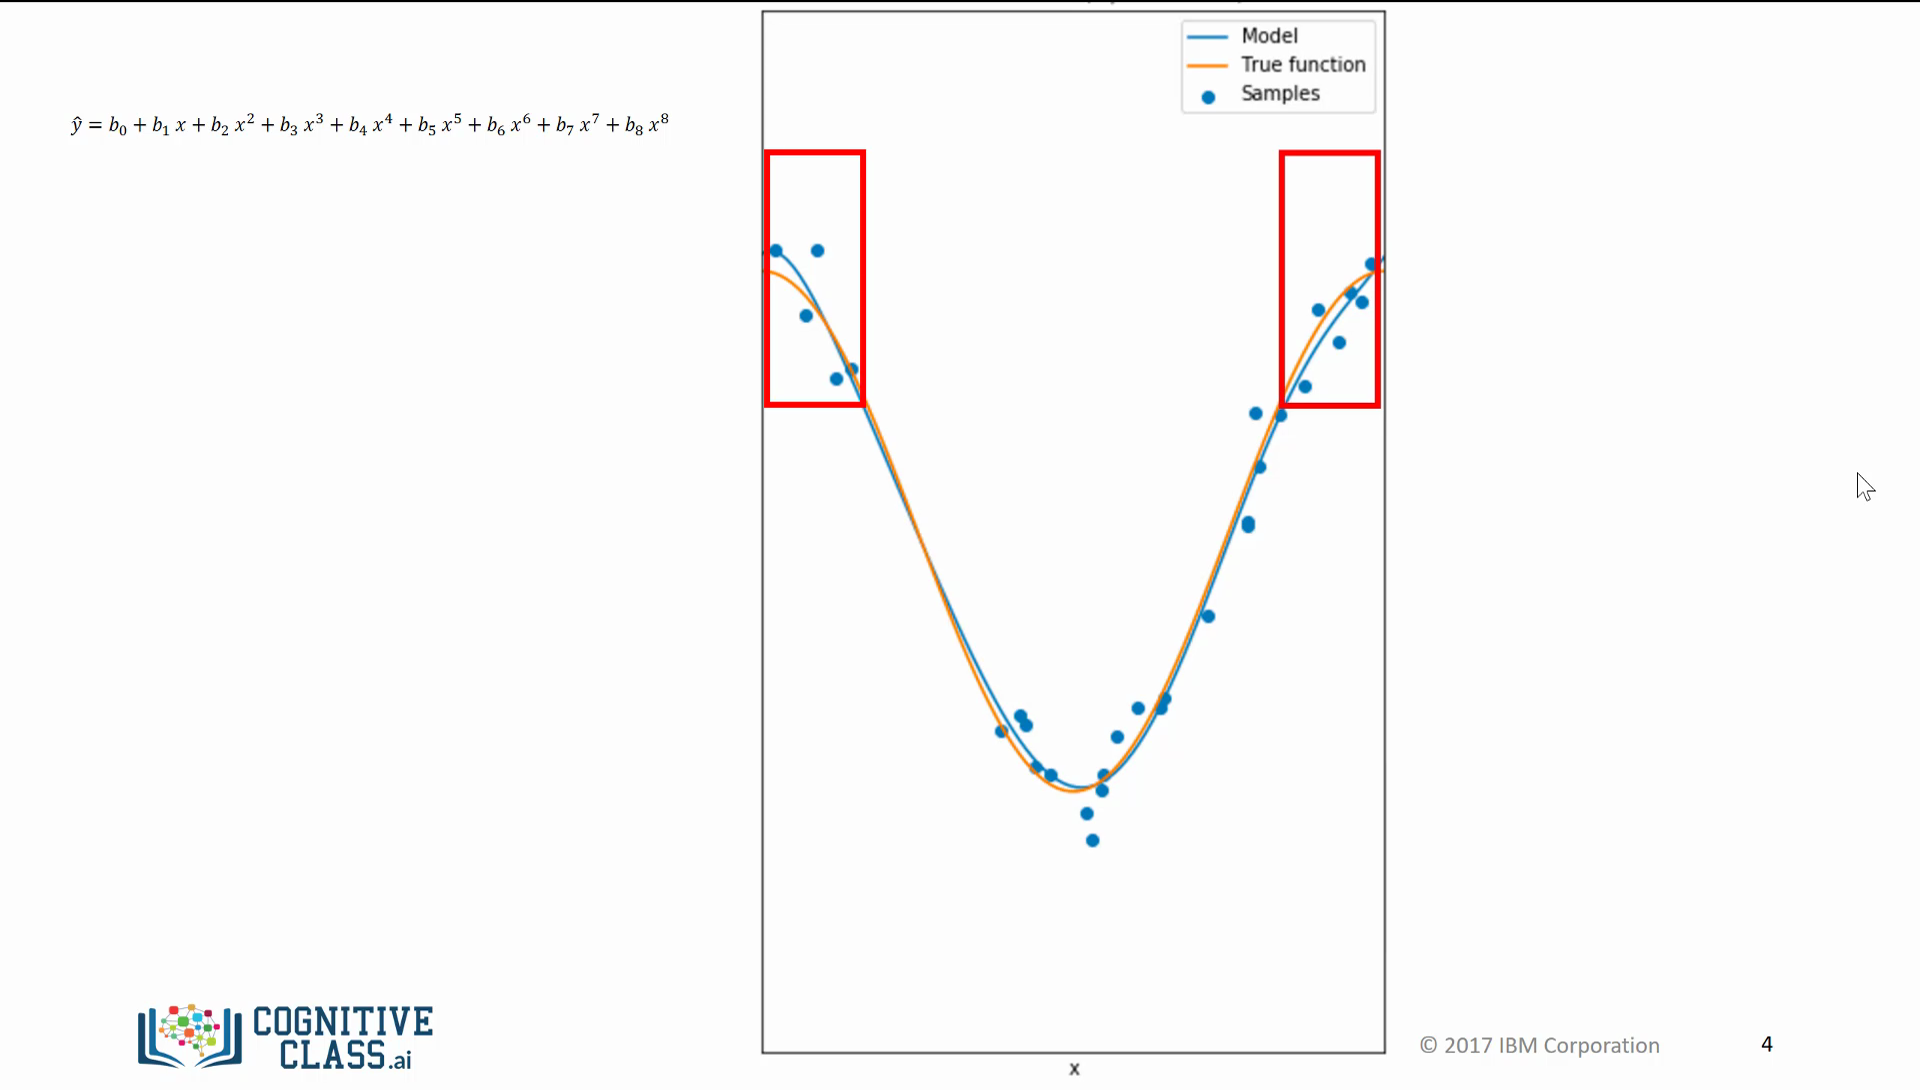 Model
True function
Samples
ŷ = b₀ + b₁ x + b₂ x² + b₃ x³ + b₄ x⁴ + b₅ x⁵ + b₆ x⁶ + b₇ x⁷ + b₈ x⁸
COGNITIVE
CLASS.ai
© 2017 IBM Corporation
4
x